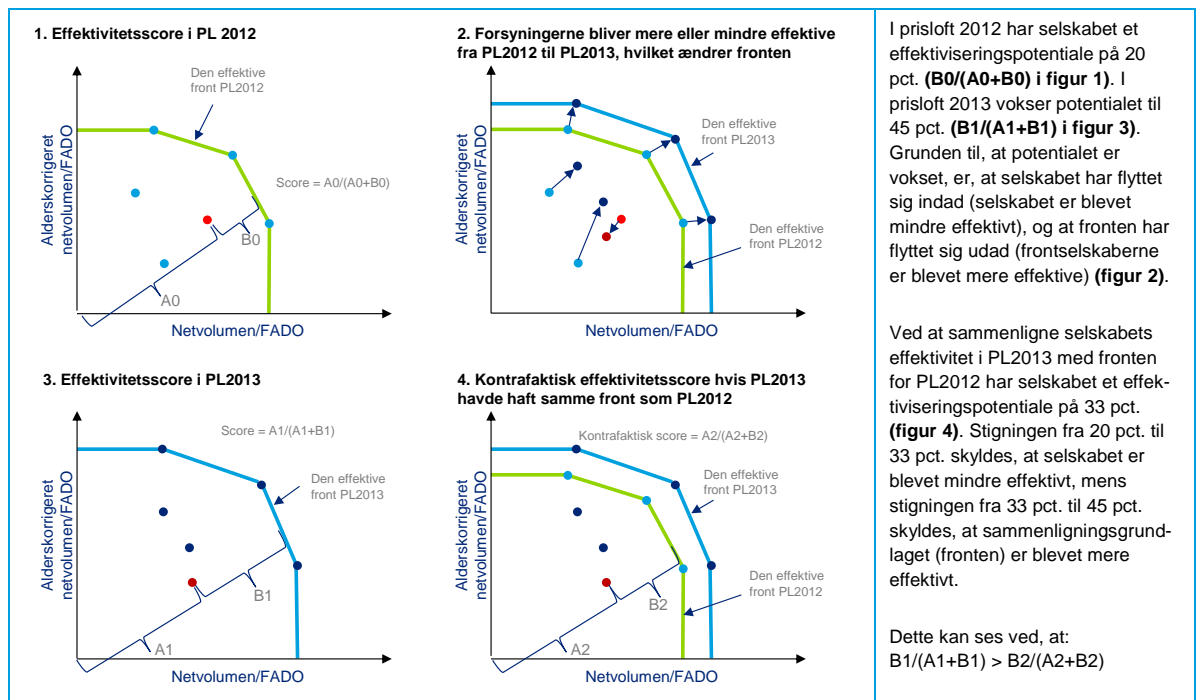 1. Effektivitetsscore i PL 2012
Alderskorrigeret
netvolumen/FADO
Den effektive
front PL2012
Score = A0/(A0+B0)
B0
A0
Netvolumen/FADO
2. Forsyningerne bliver mere eller mindre effektive
fra PL2012 til PL2013, hvilket ændrer fronten
Alderskorrigeret
netvolumen/FADO
Den effektive
front PL2013
Den effektive
front PL2012
Netvolumen/FADO
3. Effektivitetsscore i PL2013
Alderskorrigeret
netvolumen/FADO
Score = A1/(A1+B1)
Den effektive
front PL2013
B1
A1
Netvolumen/FADO
4. Kontrafaktisk effektivitetsscore hvis PL2013
havde haft samme front som PL2012
Alderskorrigeret
netvolumen/FADO
Kontrafaktisk score = A2/(A2+B2)
Den effektive
front PL2013
Den effektive
front PL2012
B2
A2
Netvolumen/FADO
I prisloft 2012 har selskabet et
effektiviseringspotentiale på 20
pct. (B0/(A0+B0) i figur 1). I
prisloft 2013 vokser potentialet til
45 pct. (B1/(A1+B1) i figur 3).
Grunden til, at potentialet er
vokset, er, at selskabet har flyttet
sig indad (selskabet er blevet
mindre effektivt), og at fronten har
flyttet sig udad (frontselskaberne
er blevet mere effektive) (figur 2).
Ved at sammenligne selskabets
effektivitet i PL2013 med fronten
for PL2012 har selskabet et effek-
tiviseringspotentiale på 33 pct.
(figur 4). Stigningen fra 20 pct. til
33 pct. skyldes, at selskabet er
blevet mindre effektivt, mens
stigningen fra 33 pct. til 45 pct.
skyldes, at sammenligningsgrund-
laget (fronten) er blevet mere
effektivt.
Dette kan ses ved, at:
B1/(A1+B1) > B2/(A2+B2)